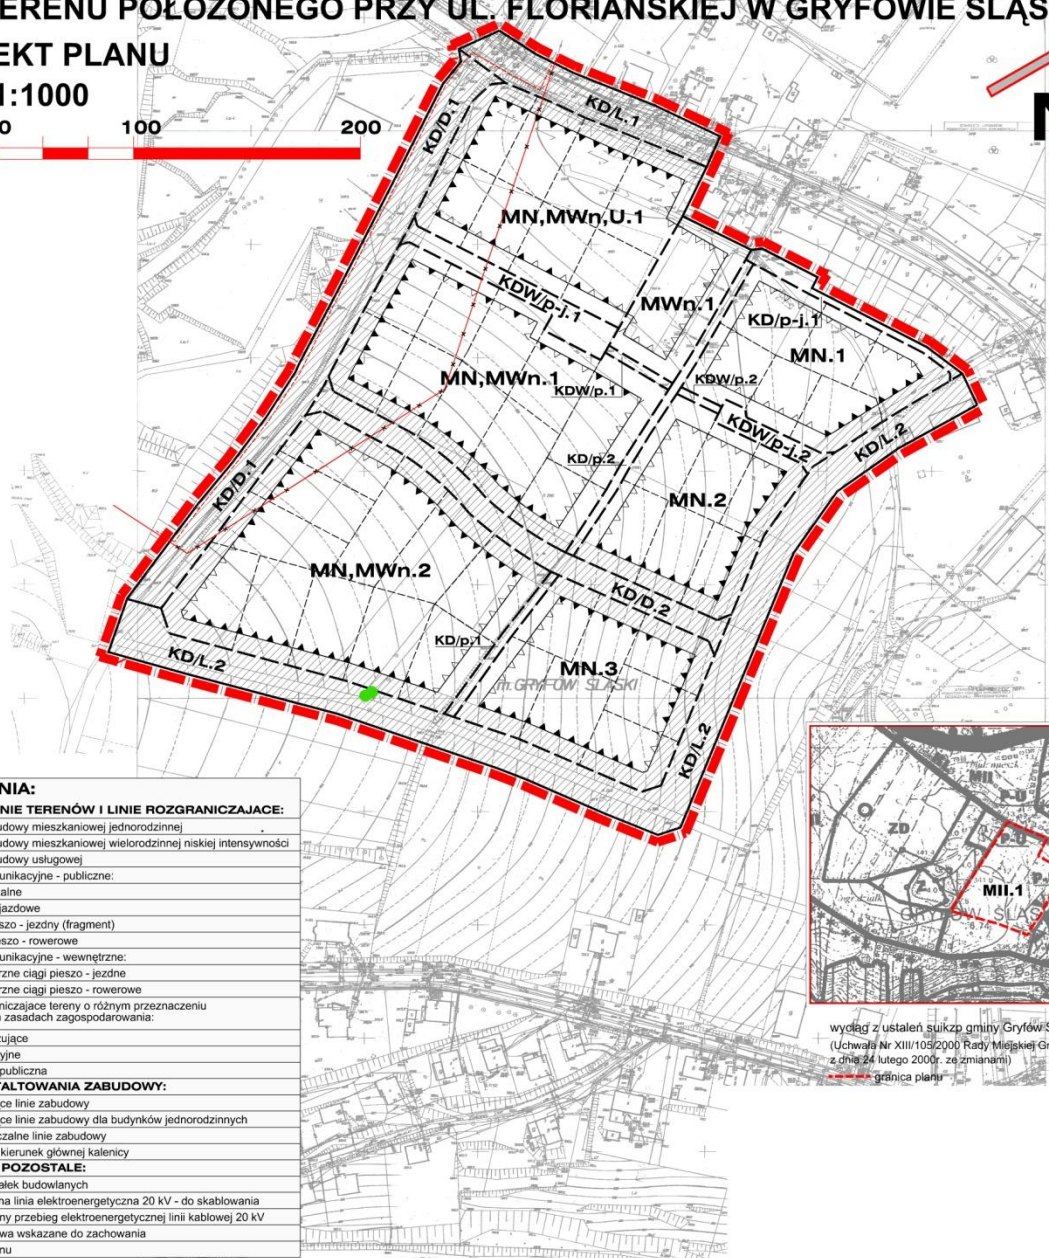 ERENU POŁOŻONEGO PRZY UL. FLORIAŃSKIEJ W GRYFOWIE ŚLĄS
EKT PLANU
1:1000
0 100 200
N
KD/D.1
KD/L.1
MN,MWn,U.1
KDW/p-j.1
MWn.1
KD/p-j.1
MN.1
MN,MWn.1
KDW/p.1
KDW/p.2
KDW/p-j.2
KD/L.2
KD/p.2
KD/D.1
MN.2
MN,MWn.2
KD/D.2
KD/p.1
KD/L.2
MN.3
m. GRYFÓW ŚLĄSKI
KD/L.2
NIA:
NIE TERENÓW I LINIE ROZGRANICZAJACE:
udowy mieszkaniowej jednorodzinnej
udowy mieszkaniowej wielorodzinnej niskiej intensywności
udowy usługowej
unikacyjne - publiczne:
alne
jazdowe
szo - jezdny (fragment)
szo - rowerowe
unikacyjne - wewnętrzne:
rzne ciągi pieszo - jezdne
rzne ciągi pieszo - rowerowe
niczajace tereny o różnym przeznaczeniu
zasadach zagospodarowania:
ujące
yjne
publiczna
TAŁTOWANIA ZABUDOWY:
ce linie zabudowy
ce linie zabudowy dla budynków jednorodzinnych
czalne linie zabudowy
kierunek głównej kalenicy
POZOSTALE:
ałek budowlanych
na linia elektroenergetyczna 20 kV - do skablowania
ny przebieg elektroenergetycznej linii kablowej 20 kV
wa wskazane do zachowania
nu
MII
P-U
ZD
P-U
Z
MII.1
GRYFÓW ŚLĄS
wyciąg z ustaleń suikzp gminy Gryfów Ś
(Uchwała Nr XIII/105/2000 Rady Miejskiej Gr
z dnia 24 lutego 2000r. ze zmianami)
granica planu